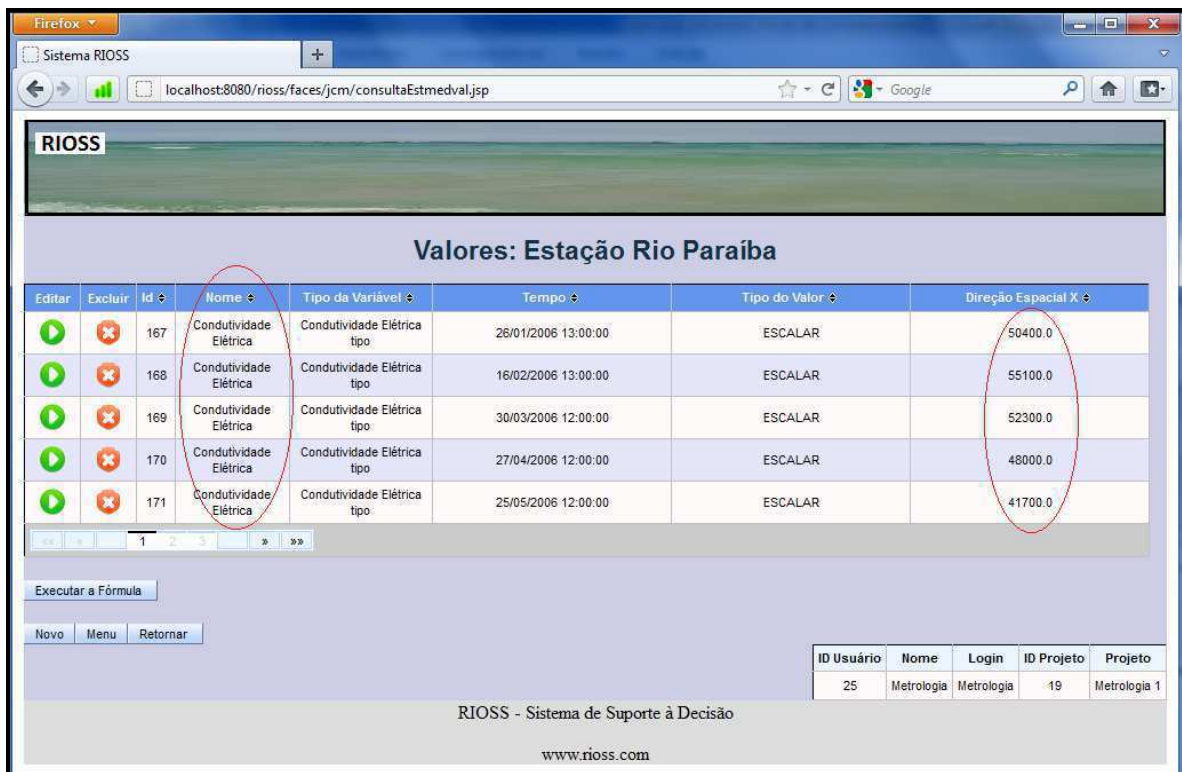 Firefox
Sistema RIOSS
localhost:8080/rioss/faces/jcm/consultaEstmedval.jsp
Google
RIOSS
Valores: Estação Rio Paraíba
Editar Excluir Id Nome Tipo da Variável Tempo Tipo do Valor Direção Espacial X
167 Condutividade Elétrica Condutividade Elétrica tipo 26/01/2006 13:00:00 ESCALAR 50400.0
168 Condutividade Elétrica Condutividade Elétrica tipo 16/02/2006 13:00:00 ESCALAR 55100.0
169 Condutividade Elétrica Condutividade Elétrica tipo 30/03/2006 12:00:00 ESCALAR 52300.0
170 Condutividade Elétrica Condutividade Elétrica tipo 27/04/2006 12:00:00 ESCALAR 48000.0
171 Condutividade Elétrica Condutividade Elétrica tipo 25/05/2006 12:00:00 ESCALAR 41700.0
«« « 1 2 3 » »»
Executar a Fórmula
Novo Menu Retornar
ID Usuário Nome Login ID Projeto Projeto
25 Metrologia Metrologia 19 Metrologia 1
RIOSS - Sistema de Suporte à Decisão
www.rioss.com